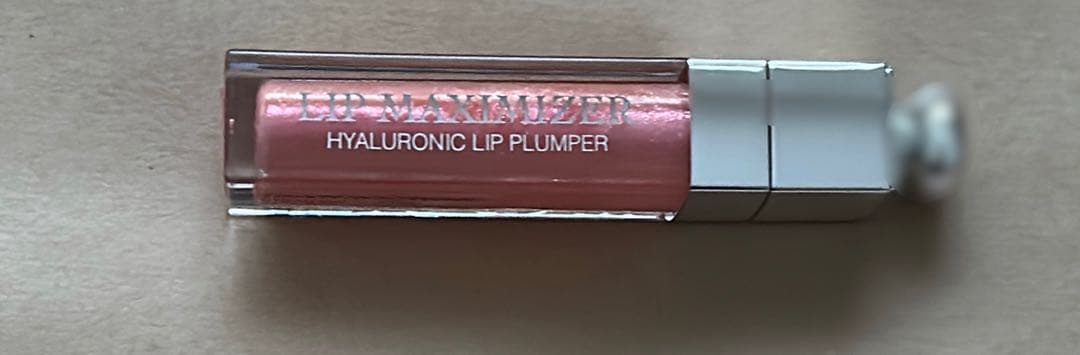 LIP MAXIMIZER
HYALURONIC LIP PLUMPER